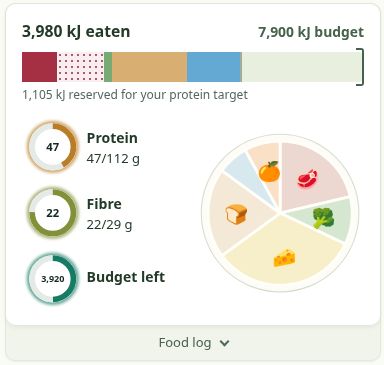 3,980 kJ eaten 7,900 kJ budget
1,105 kJ reserved for your protein target
47
Protein
47/112 g
22
Fibre
22/29 g
3,920
Budget left
Food log